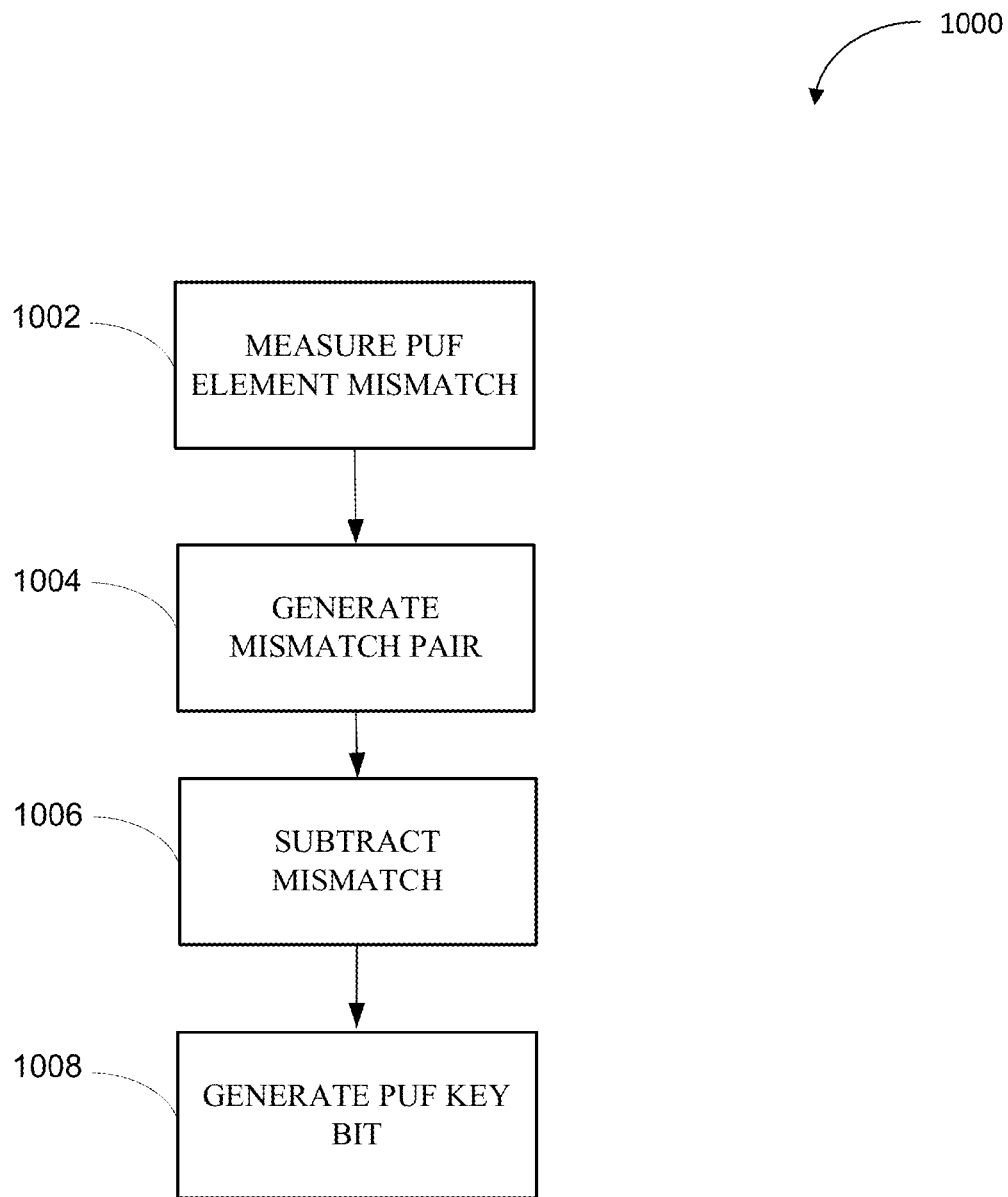 1000
1002
MEASURE PUF
ELEMENT MISMATCH
1004
GENERATE
MISMATCH PAIR
1006
SUBTRACT
MISMATCH
1008
GENERATE PUF KEY
BIT